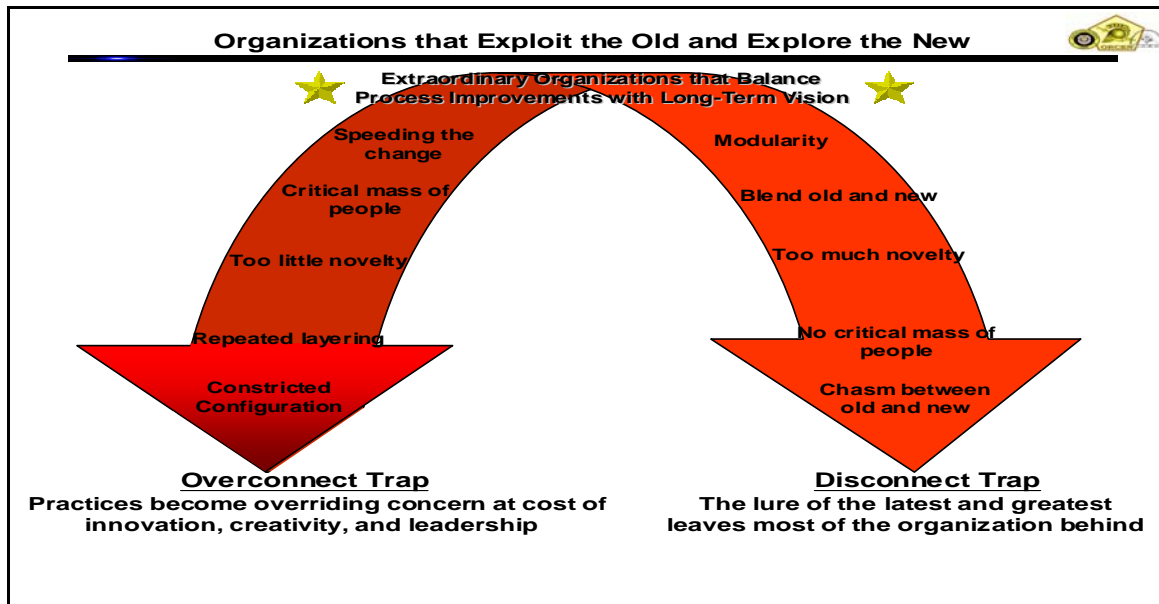 Organizations that Exploit the Old and Explore the New
Extraordinary Organizations that Balance
Process Improvements with Long-Term Vision
Speeding the
change
Critical mass of
people
Too little novelty
Repeated layering
Constricted
Configuration
Modularity
Blend old and new
Too much novelty
No critical mass of
people
Chasm between
old and new
Overconnect Trap
Practices become overriding concern at cost of
innovation, creativity, and leadership
Disconnect Trap
The lure of the latest and greatest
leaves most of the organization behind